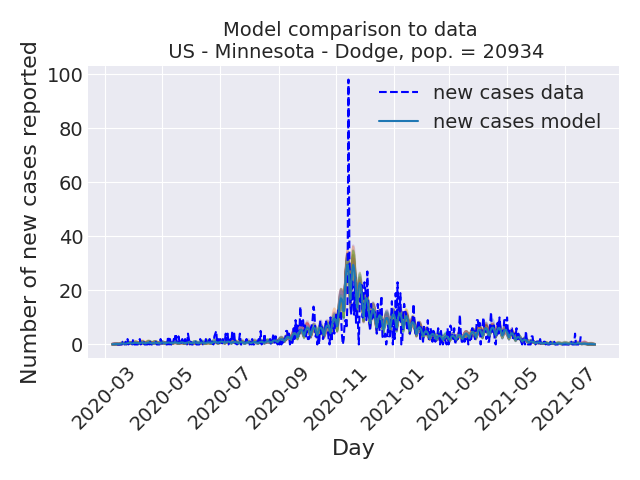 Model comparison to data
US - Minnesota - Dodge, pop. = 20934
Number of new cases reported
100
80
60
40
20
0
new cases data
new cases model
2020-03
2020-05
2020-07
2020-09
2020-11
2021-01
2021-03
2021-05
2021-07
Day